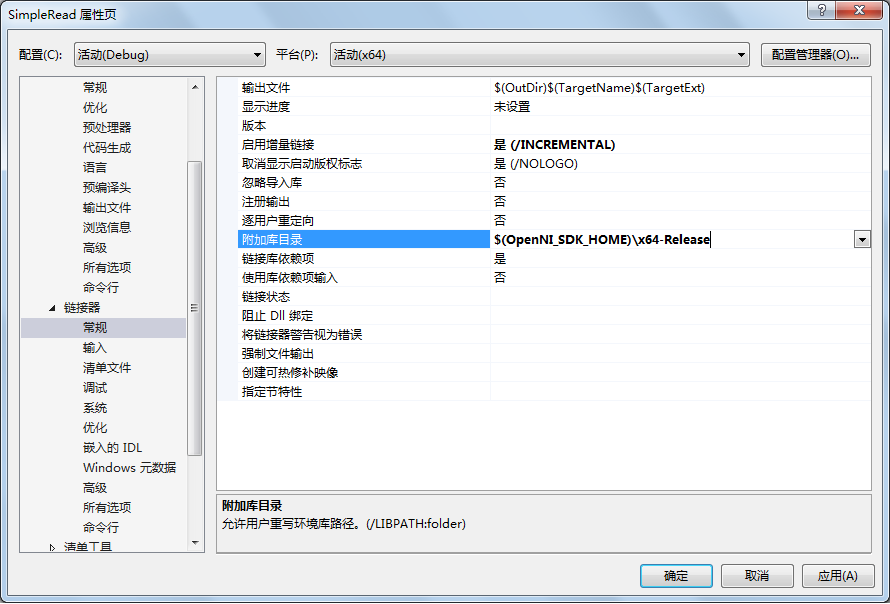 SimpleRead 属性页
配置(C): 活动(Debug) 平台(P): 活动(x64) 配置管理器(O)...
常规
优化
预处理器
代码生成
语言
预编译头
输出文件
浏览信息
高级
所有选项
命令行
链接器
常规
输入
清单文件
调试
系统
优化
嵌入的 IDL
Windows 元数据
高级
所有选项
命令行
清单工具
输出文件 $(OutDir)$(TargetName)$(TargetExt)
显示进度 未设置
版本
启用增量链接 是 (/INCREMENTAL)
取消显示启动版权标志 是 (/NOLOGO)
忽略导入库 否
注册输出 否
逐用户重定向 否
附加库目录 $(OpenNI_SDK_HOME)\x64-Release
链接库依赖项 是
使用库依赖项输入 否
链接状态
阻止 Dll 绑定
将链接器警告视为错误
强制文件输出
创建可热修补映像
指定节特性
附加库目录
允许用户重写环境库路径。(/LIBPATH:folder)
确定 取消 应用(A)